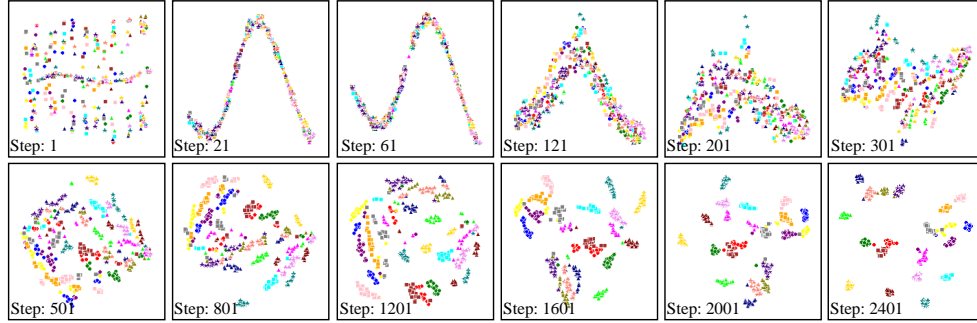 Step: 1
Step: 21
Step: 61
Step: 121
Step: 201
Step: 301
Step: 501
Step: 801
Step: 1201
Step: 1601
Step: 2001
Step: 2401